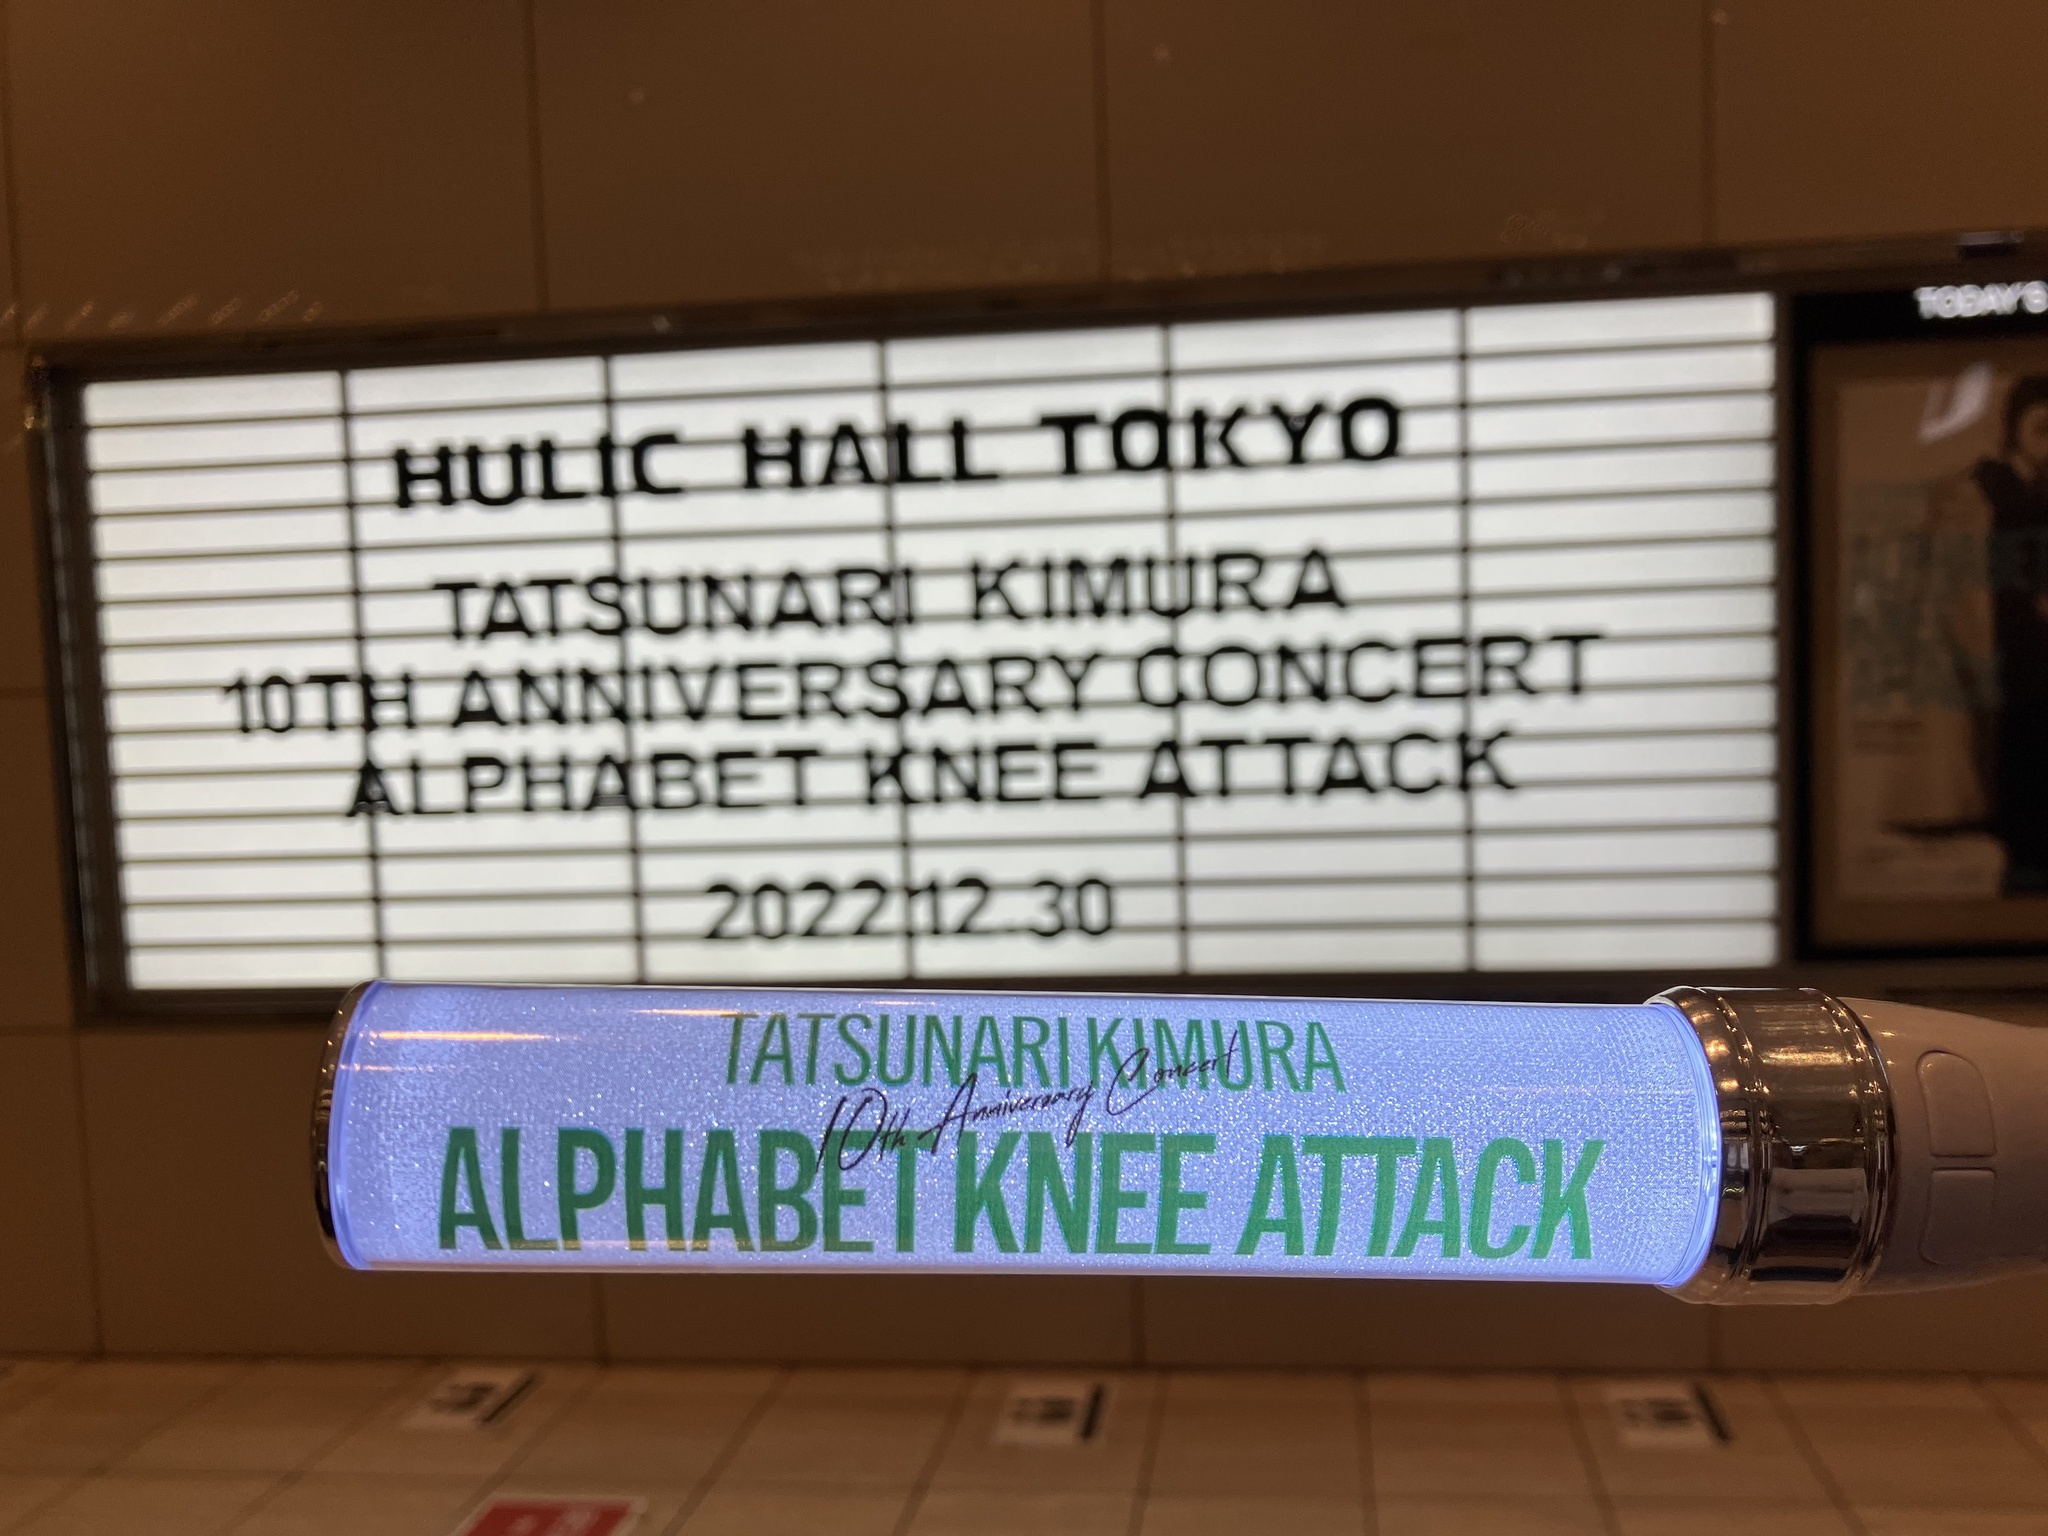 HULIC HALL TOKYO
TATSUNARI KIMURA
10TH ANNIVERSARY CONCERT
ALPHABET KNEE ATTACK
2022.12.30
TODAY'S
TATSUNARI KIMURA
10th Anniversary Concert
ALPHABET KNEE ATTACK